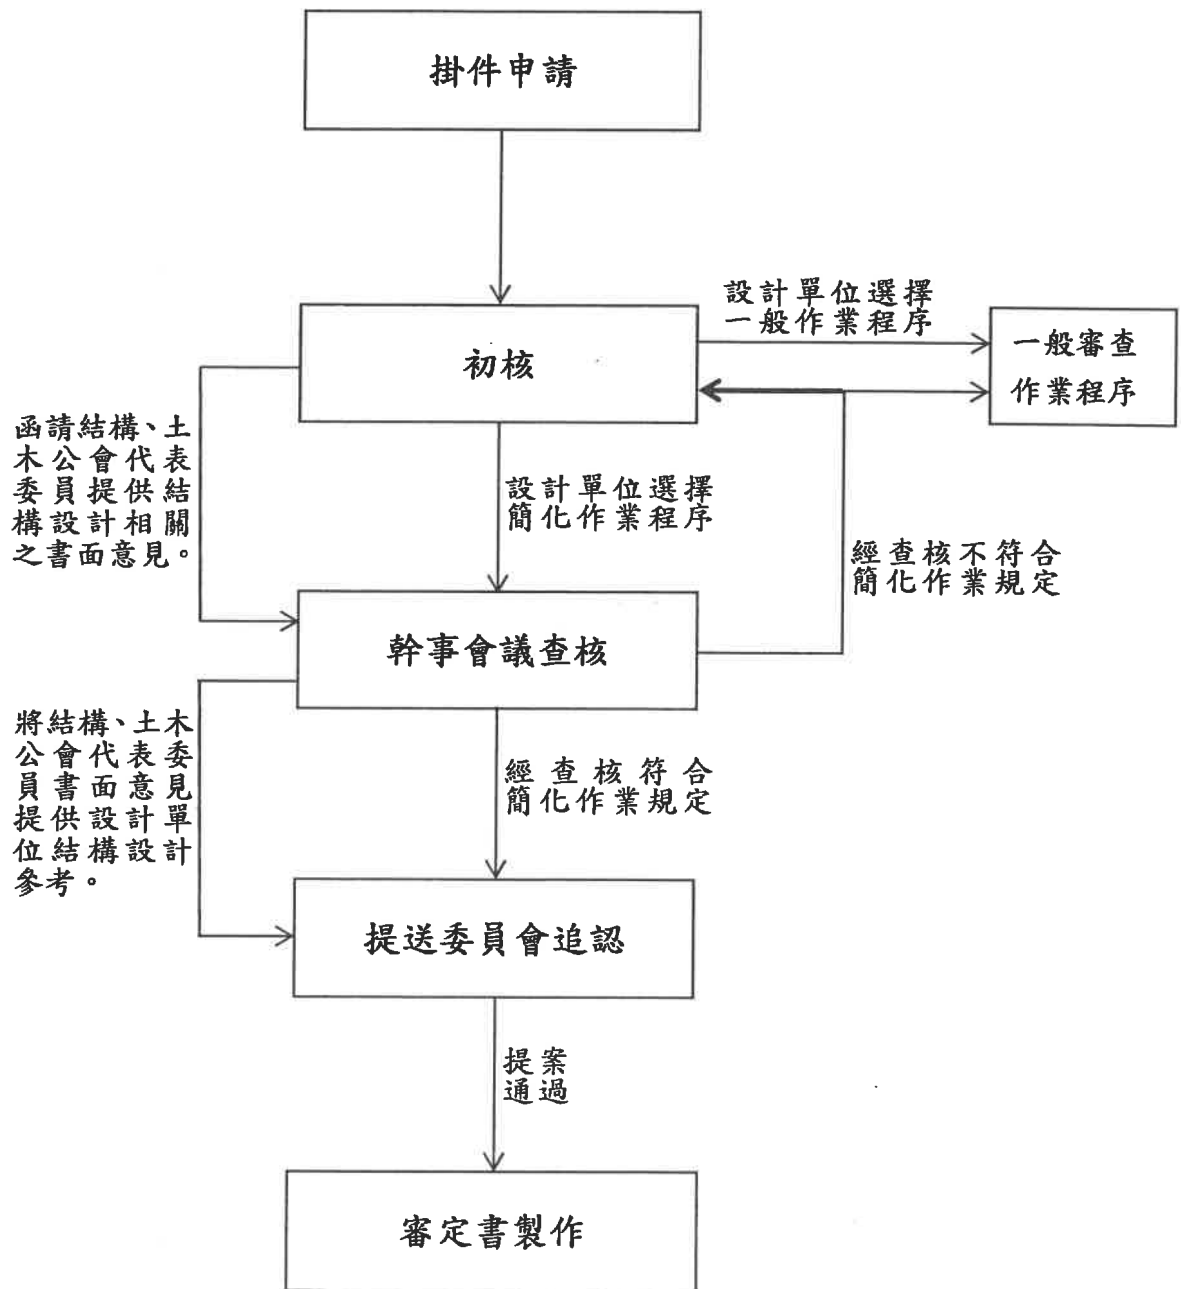 掛件申請
設計單位選擇
一般作業程序
初核
一般審查
作業程序
函請結構、土
木公會代表
委員提供結
構設計相關
之書面意見。
設計單位選擇
簡化作業程序
經查核不符合
簡化作業規定
幹事會議查核
將結構、土木
公會代表委
員書面意見
提供設計單
位結構設計
參考。
經查核符合
簡化作業規定
提送委員會追認
提案
通過
審定書製作